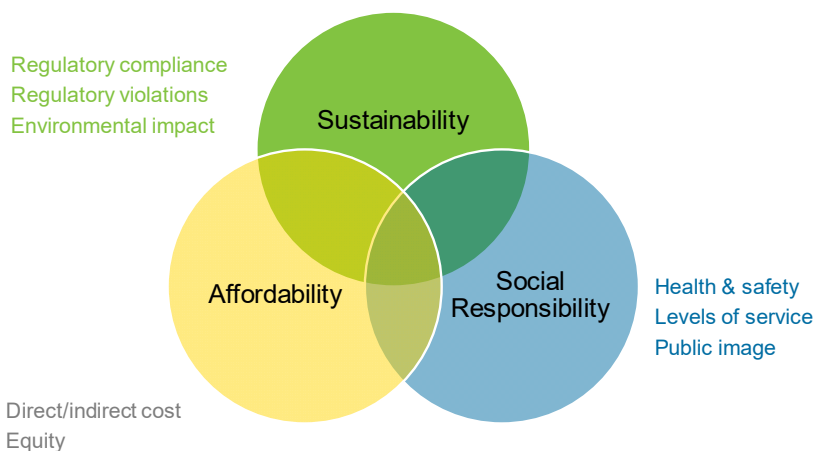 Regulatory compliance
Regulatory violations
Environmental impact
Sustainability
Affordability
Social
Responsibility
Health & safety
Levels of service
Public image
Direct/indirect cost
Equity